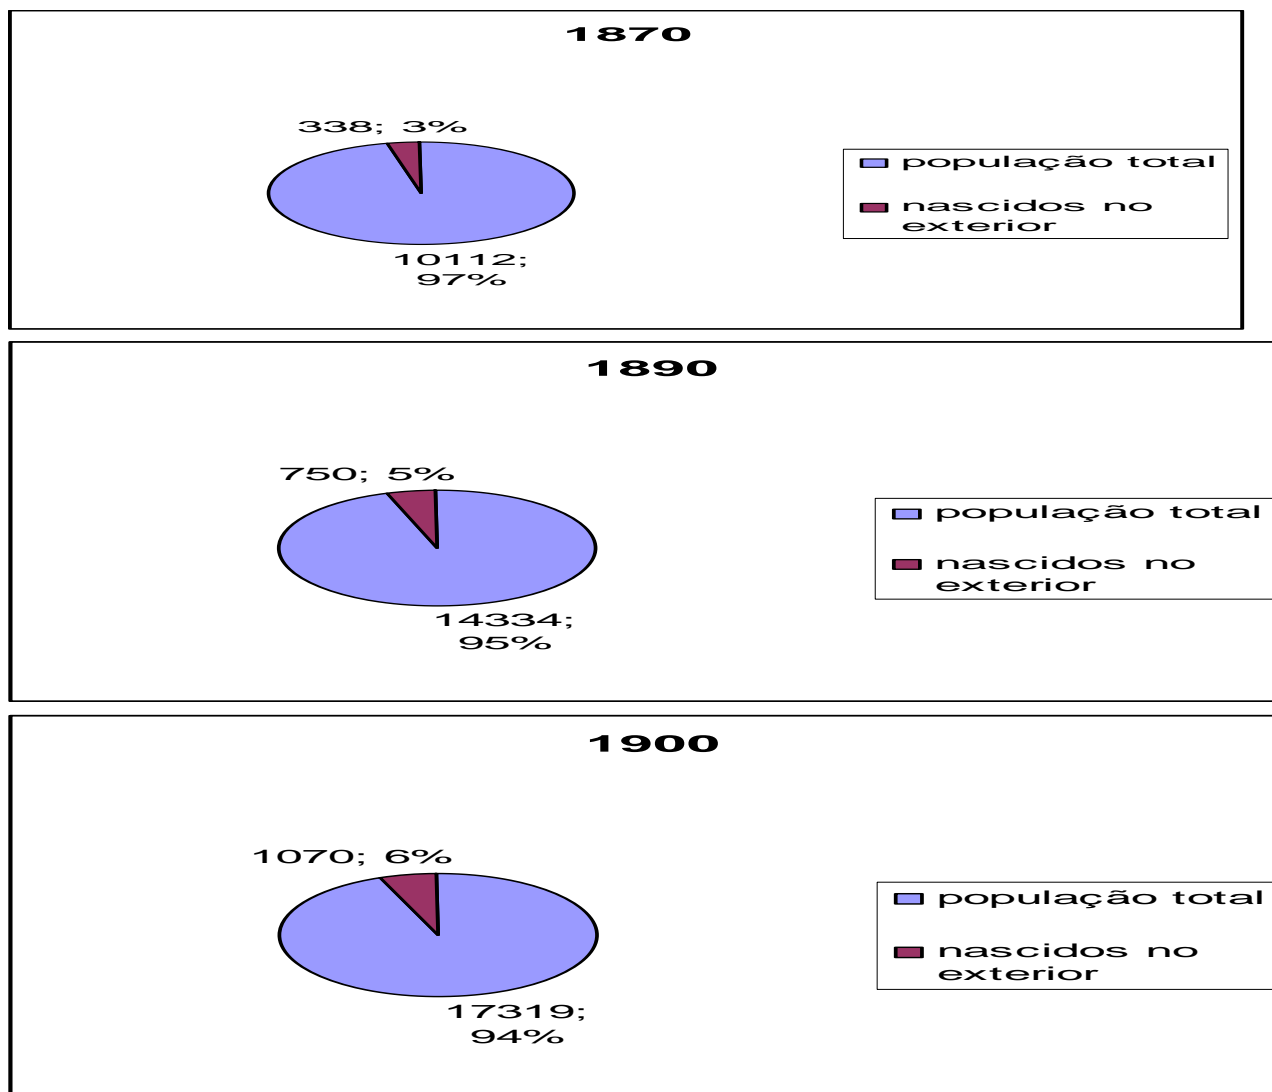 1870
338; 3%
10112;
97%
população total
nascidos no
exterior
1890
750; 5%
14334;
95%
população total
nascidos no
exterior
1900
1070; 6%
17319;
94%
população total
nascidos no
exterior